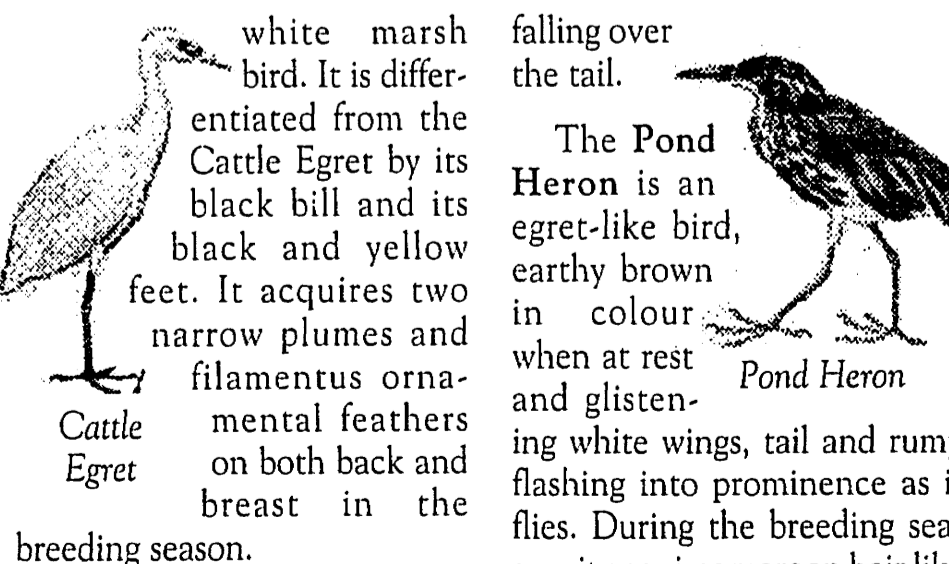 white marsh
bird. It is differ-
entiated from the
Cattle Egret by its
black bill and its
black and yellow
feet. It acquires two
narrow plumes and
filamentus orna-
mental feathers
on both back and
breast in the
breeding season.
Cattle
Egret
falling over
the tail.
The Pond
Heron is an
egret-like bird,
earthy brown
in colour
when at rest
and glisten-
ing white wings, tail and
flashing into prominence as
flies. During the breeding
Pond Heron